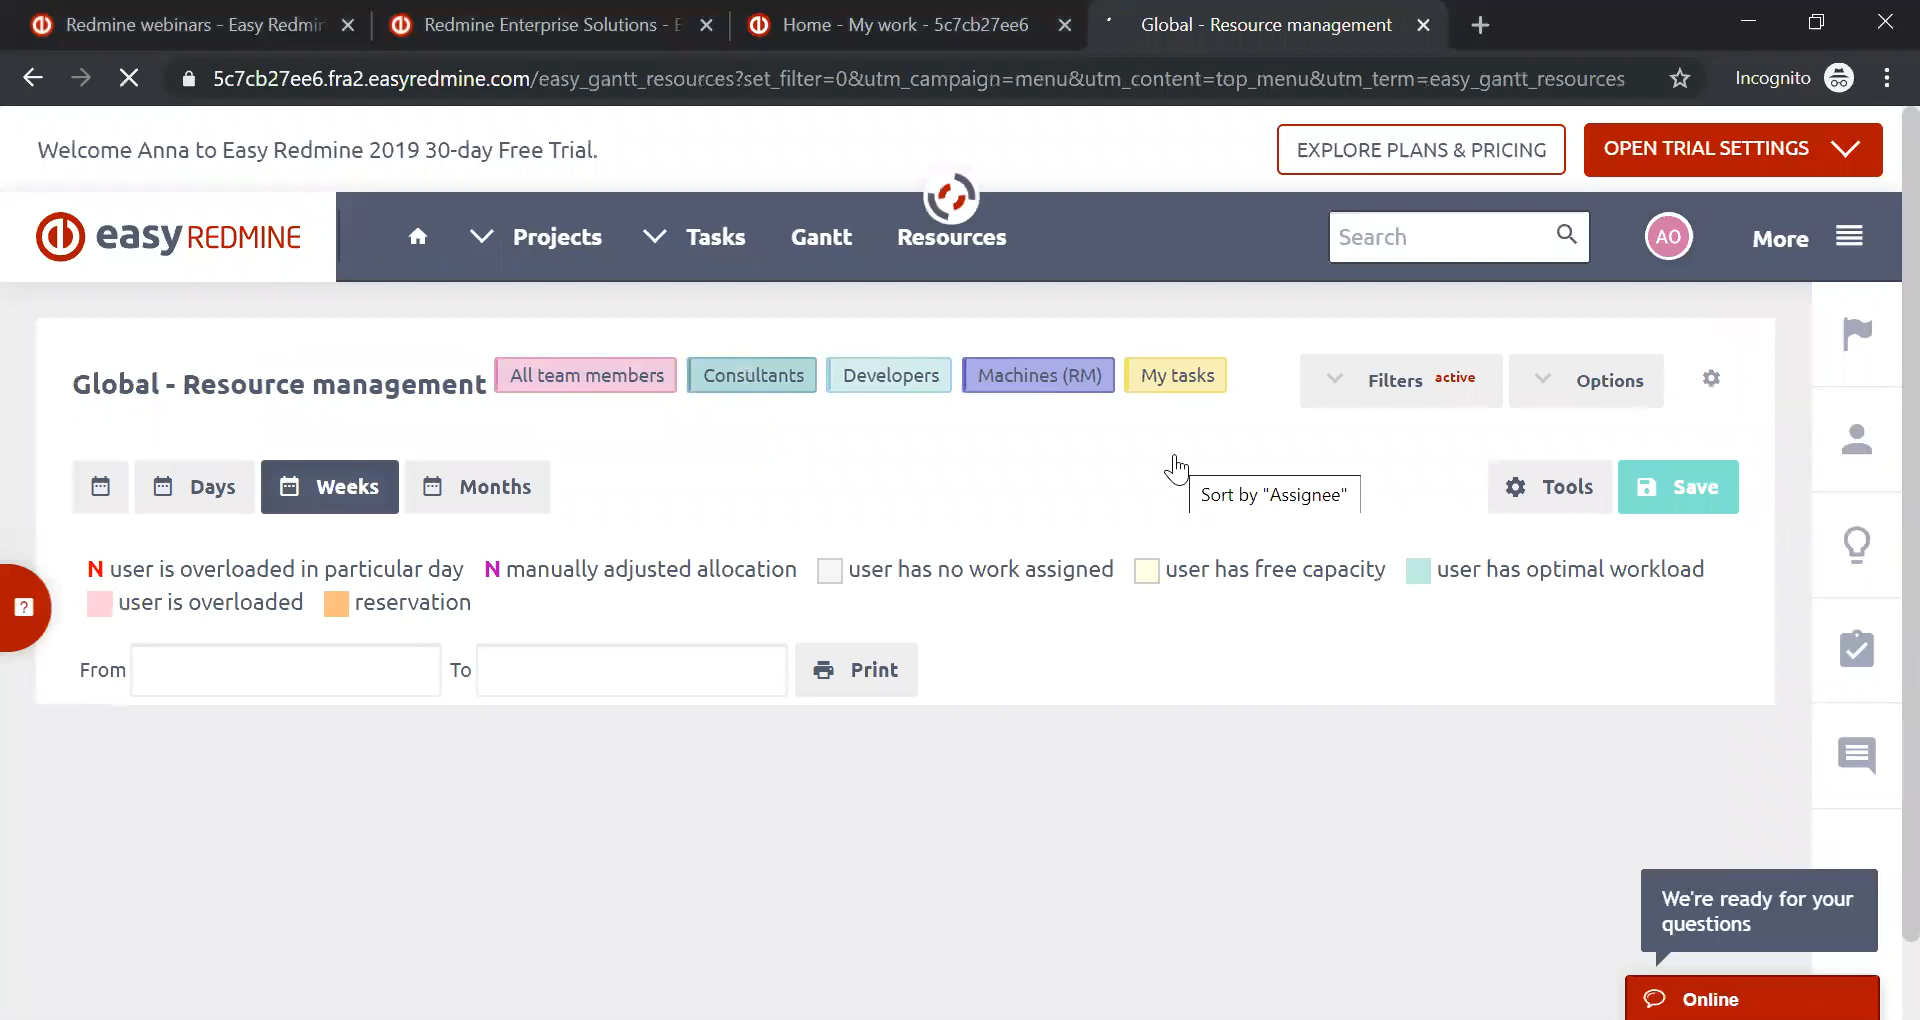 Redmine webinars - Easy Redmi
Redmine Enterprise Solutions - E
Home - My work - 5c7cb27ee6
Global - Resource management
5c7cb27ee6.fra2.easyredmine.com/easy_gantt_resources?set_filter=0&utm_campaign=menu&utm_content=top_menu&utm_term=easy_gantt_resources
Incognito
Welcome Anna to Easy Redmine 2019 30-day Free Trial.
EXPLORE PLANS & PRICING
OPEN TRIAL SETTINGS
easy REDMINE
Projects
Tasks
Gantt
Resources
Search
AO
More
Global - Resource management
All team members
Consultants
Developers
Machines (RM)
My tasks
Filters active
Options
Days
Weeks
Months
Sort by "Assignee"
Tools
Save
N user is overloaded in particular day N manually adjusted allocation user has no work assigned user has free capacity user has optimal workload
user is overloaded reservation
?
From
To
Print
We're ready for your
questions
Online